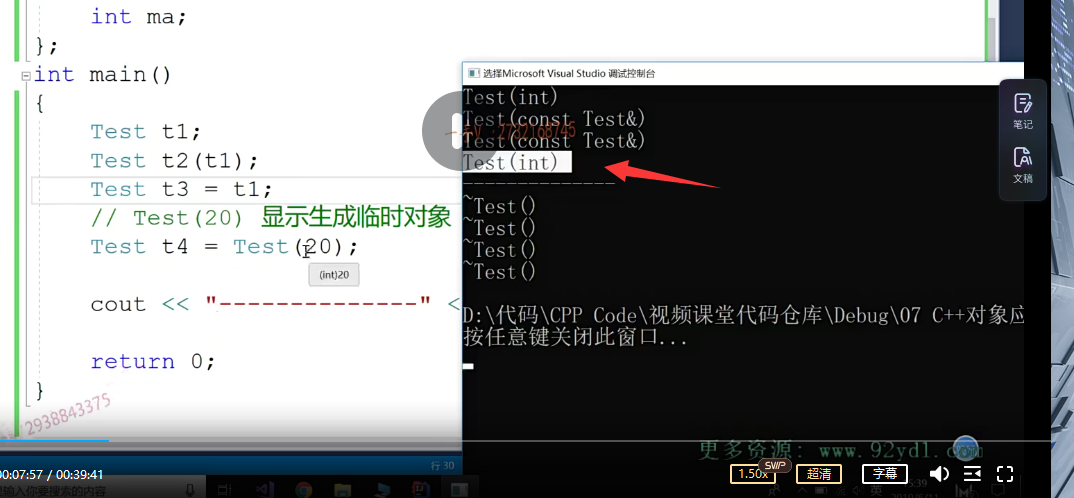 int ma;
};
int main()
{
Test t1;
Test t2(t1);
Test t3 = t1;
// Test(20) 显示生成临时对象
Test t4 = Test(20);
(int)20
cout << "--------------" <
return 0;
}
选择Microsoft Visual Studio 调试控制台
Test(int)
Test(const Test&)
Test(const Test&)
Test(int)
--------------
~Test()
~Test()
~Test()
~Test()
D:\代码\CPP Code\视频课堂代码仓库\Debug\07 C++对象应
按任意键关闭此窗口...
2732168745
笔记
文稿
12938843375
更多资源: www.92ydl.com
行 30
00:07:57 / 00:39:41
1.50x
SWP
超清
字幕